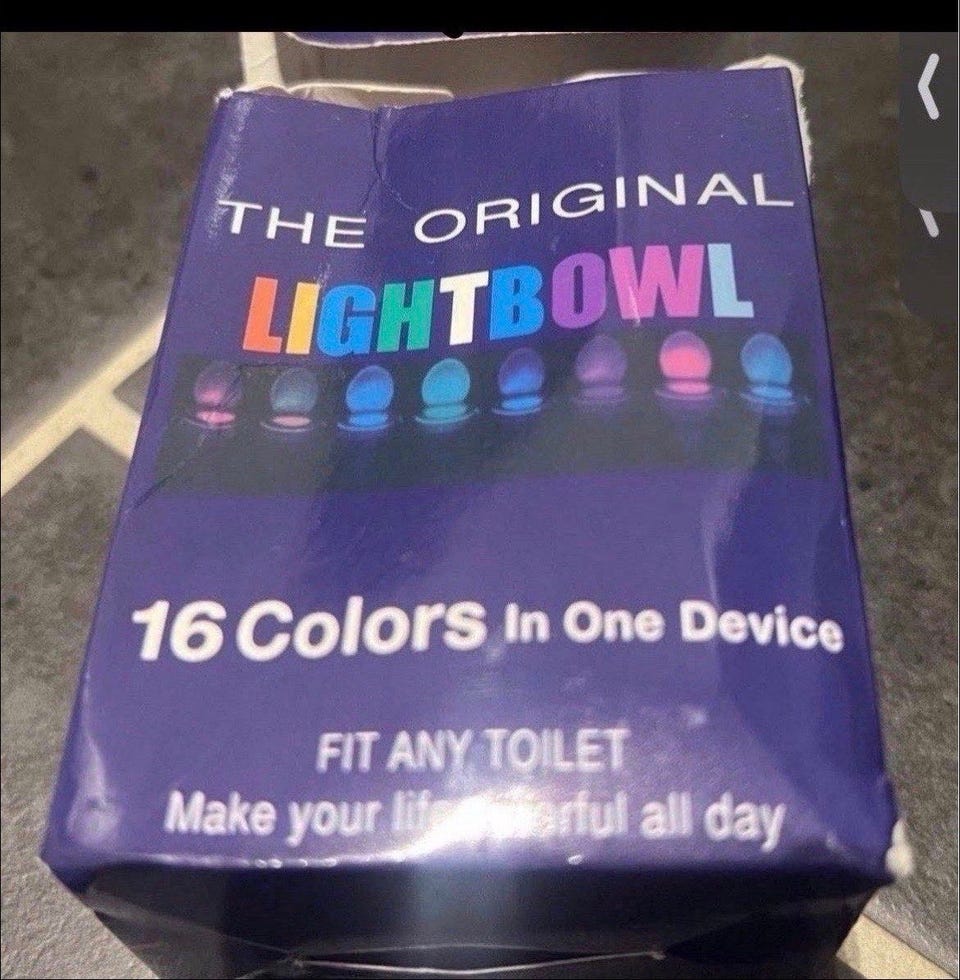 THE ORIGINAL
LIGHTBOWL
16 Colors In One Device
FIT ANY TOILET
Make your all day